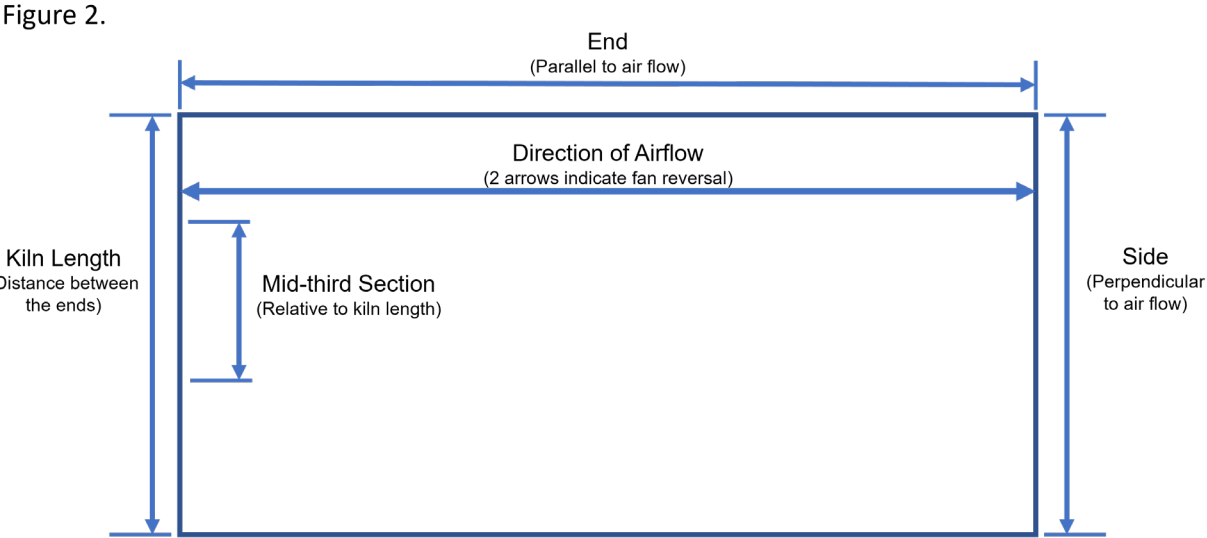 Figure 2.
End
(Parallel to air flow)
Direction of Airflow
(2 arrows indicate fan reversal)
Kiln Length
Distance between
the ends)
Mid-third Section
(Relative to kiln length)
Side
(Perpendicular
to air flow)